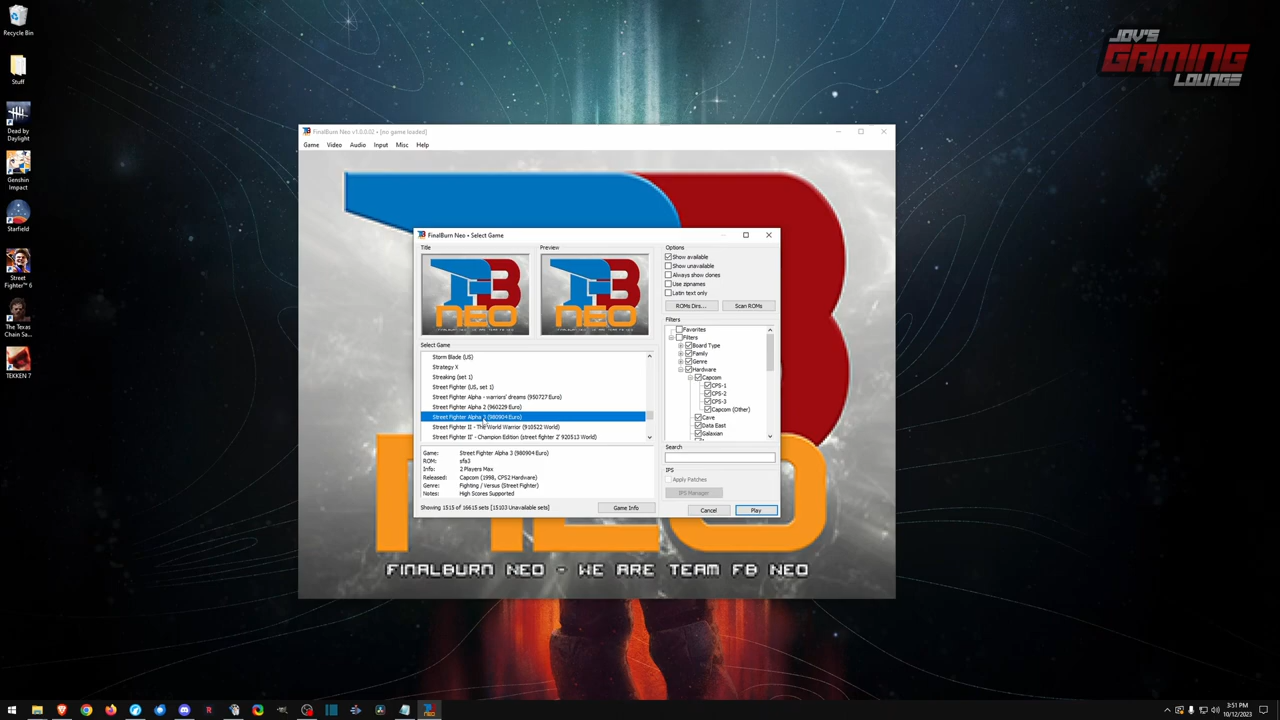 Recycle Bin
Stuff
Dead by
Daylight
Genshin
Impact
Starfield
Street
Fighter™ 6
The Texas
Chain Sa...
TEKKEN 7
JOV'S
GAMING
LOUNGE
FinalBurn Neo v1.0.0.02 • [no game loaded]
Game Video Audio Input Misc Help
FinalBurn Neo • Select Game
Title
Preview
NEO
NEO
Select Game
Storm Blade (US)
Strategy X
Streaking (set 1)
Street Fighter (US, set 1)
Street Fighter Alpha - warriors' dreams (950727 Euro)
Street Fighter Alpha 2 (960229 Euro)
Street Fighter Alpha 3 (980904 Euro)
Street Fighter II - The World Warrior (910522 World)
Street Fighter II' - Champion Edition (street fighter 2' 920513 World)
Game: Street Fighter Alpha 3 (980904 Euro)
ROM: sfa3
Info: 2 Players Max
Released: Capcom (1998, CPS2 Hardware)
Genre: Fighting / Versus (Street Fighter)
Notes: High Scores Supported
Showing 1515 of 16615 sets [15103 Unavailable sets]
Game Info
Options
Show available
Show unavailable
Always show clones
Use zipnames
Latin text only
ROMs Dirs...
Scan ROMs
Filters
Favorites
Filters
Board Type
Family
Genre
Hardware
Capcom
CPS-1
CPS-2
CPS-3
Capcom (Other)
Cave
Data East
Galaxian
Search
IPS
Apply Patches
IPS Manager
Cancel
Play
NEO
FINALBURN NEO - WE ARE TEAM FB NEO
3:51 PM
10/12/2023